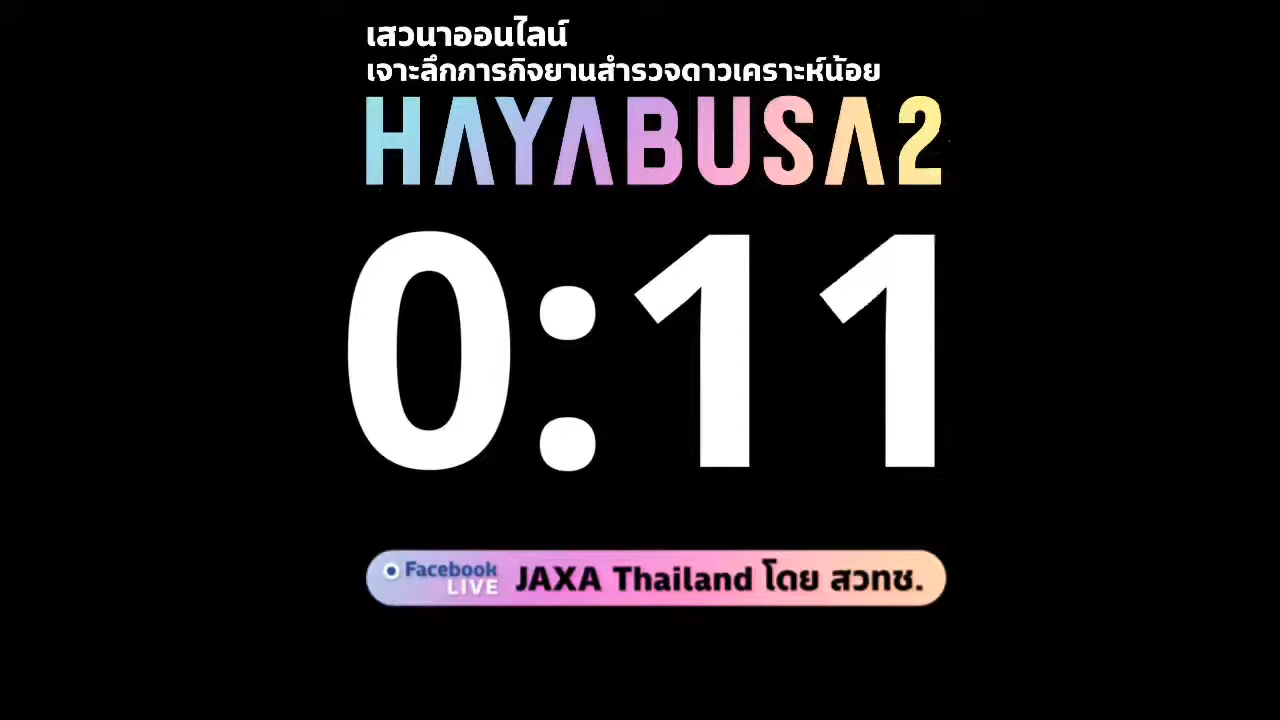 เสวนาออนไลน์
เจาะลึกภารกิจยานสำรวจดาวเคราะห์น้อย
HAYABUSA2
0:11
Facebook LIVE JAXA Thailand โดย สวทช.